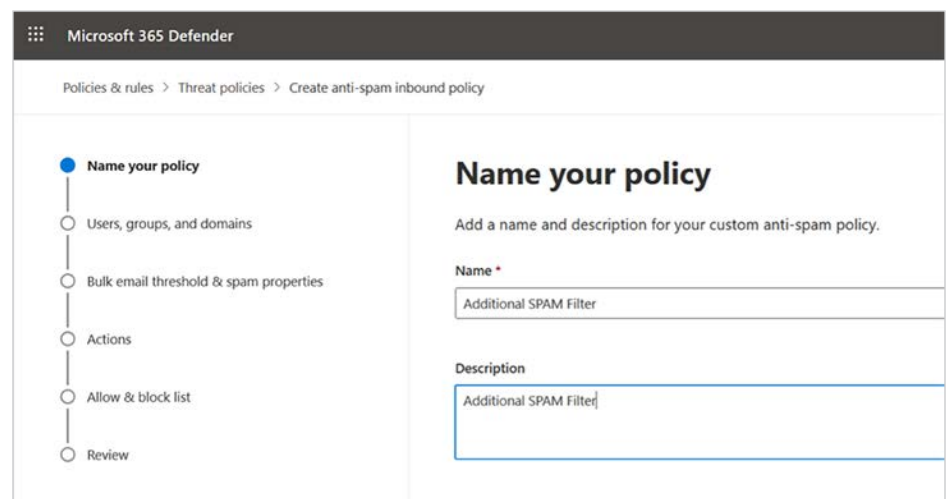 Microsoft 365 Defender
Policies & rules > Threat policies > Create anti-spam inbound policy
Name your policy
Users, groups, and domains
Bulk email threshold & spam properties
Actions
Allow & block list
Review
Name your policy
Add a name and description for your custom anti-spam policy.
Name *
Additional SPAM Filter
Description
Additional SPAM Filter